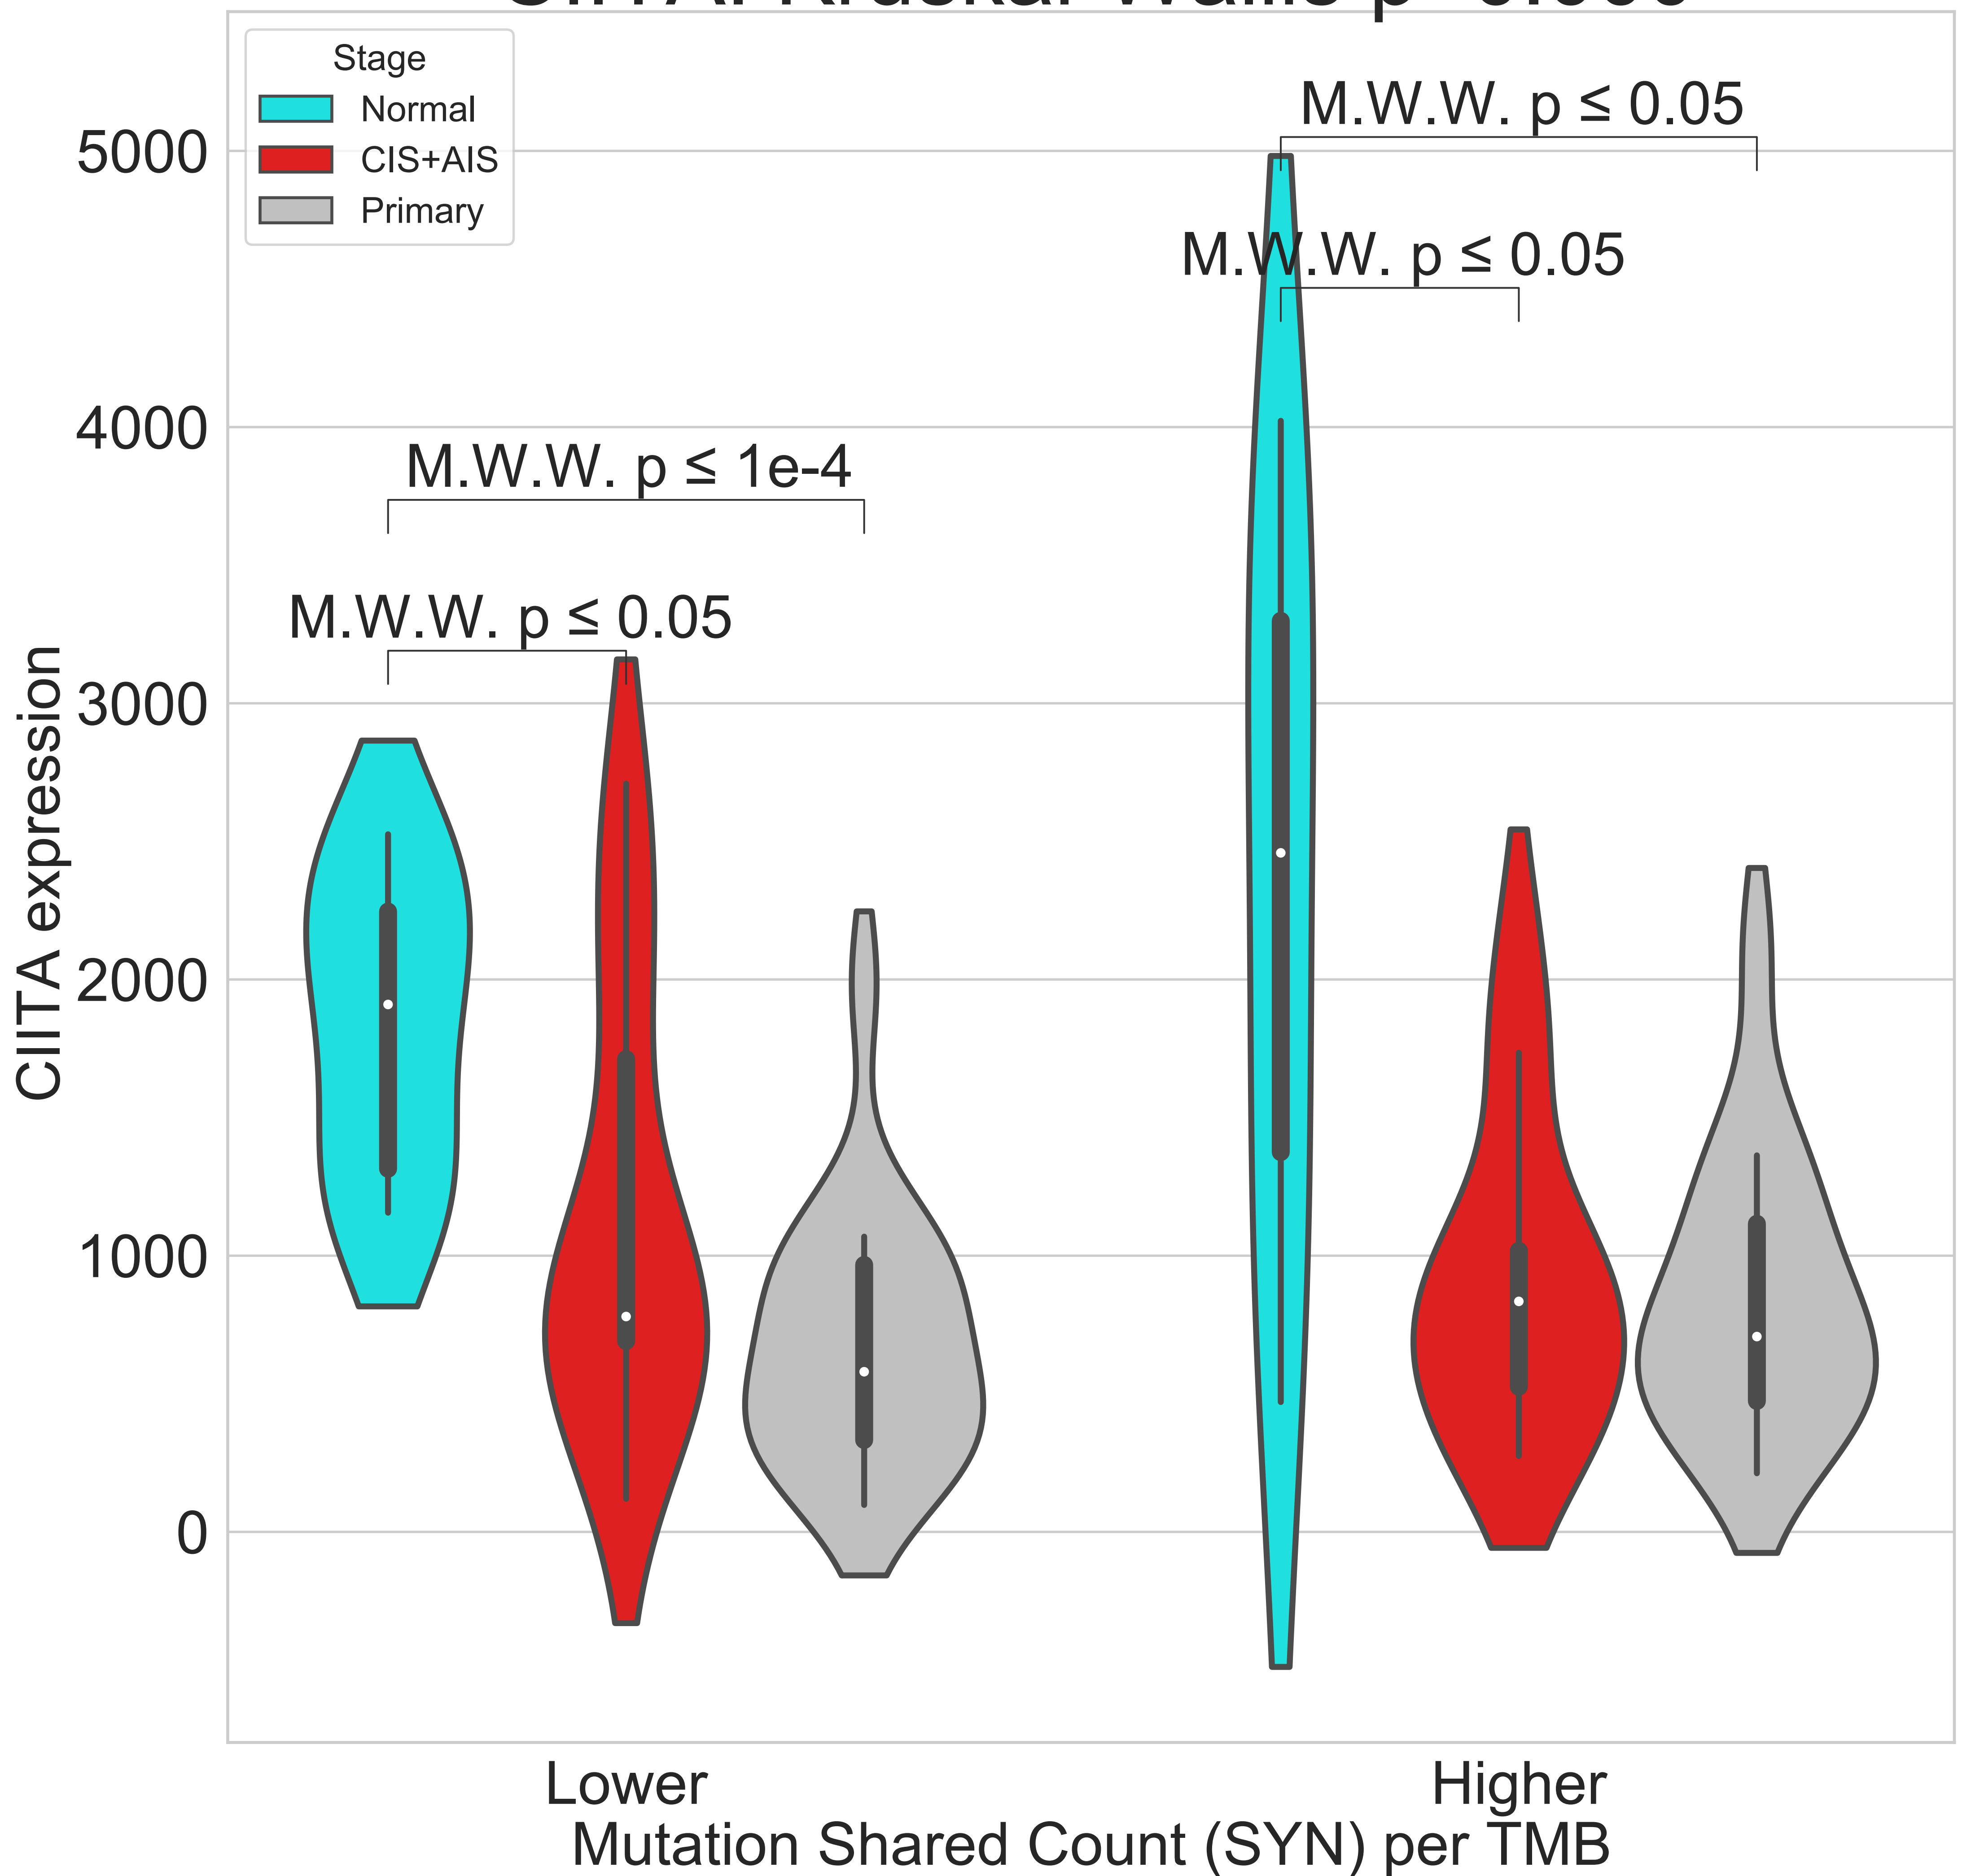 Stage
Normal
CIS+AIS
Primary
M.W.W. p ≤ 0.05
M.W.W. p ≤ 0.05
M.W.W. p ≤ 1e-4
M.W.W. p ≤ 0.05
5000
4000
3000
2000
1000
0
CIITA expression
Lower
Higher
Mutation Shared Count (SYN) per TMB